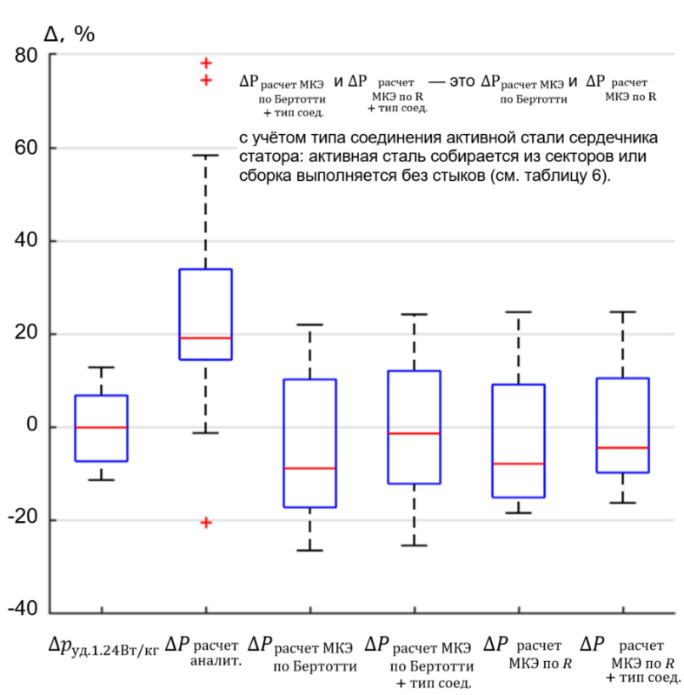 Δ, %
80
60
40
20
0
-20
-40
ΔP расчет МКЭ по Бертотти + тип соед. и ΔP расчет МКЭ по R + тип соед. — это ΔP расчет МКЭ по Бертотти и ΔP расчет МКЭ по R
с учётом типа соединения активной стали сердечника
статора: активная сталь собирается из секторов или
сборка выполняется без стыков (см. таблицу 6).
Δp уд.1.24Вт/кг
ΔP расчет аналит.
ΔP расчет МКЭ по Бертотти
ΔP расчет МКЭ по Бертотти + тип соед.
ΔP расчет МКЭ по R
ΔP расчет МКЭ по R + тип соед.